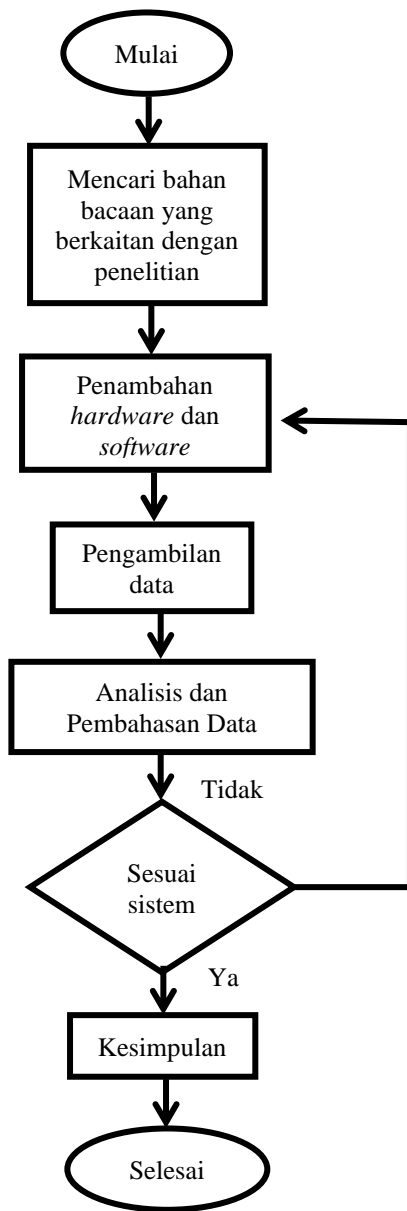 Mulai
Mencari bahan
bacaan yang
berkaitan dengan
penelitian
Penambahan
hardware dan
software
Pengambilan
data
Analisis dan
Pembahasan Data
Tidak
Sesuai
sistem
Ya
Kesimpulan
Selesai